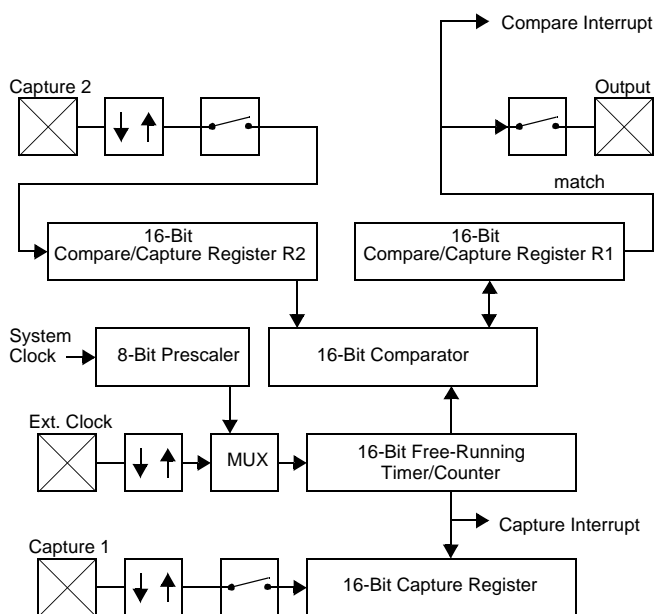 Compare Interrupt
Capture 2
Output
match
16-Bit
Compare/Capture Register R2
16-Bit
Compare/Capture Register R1
System
Clock
8-Bit Prescaler
16-Bit Comparator
Ext. Clock
MUX
16-Bit Free-Running
Timer/Counter
Capture Interrupt
Capture 1
16-Bit Capture Register